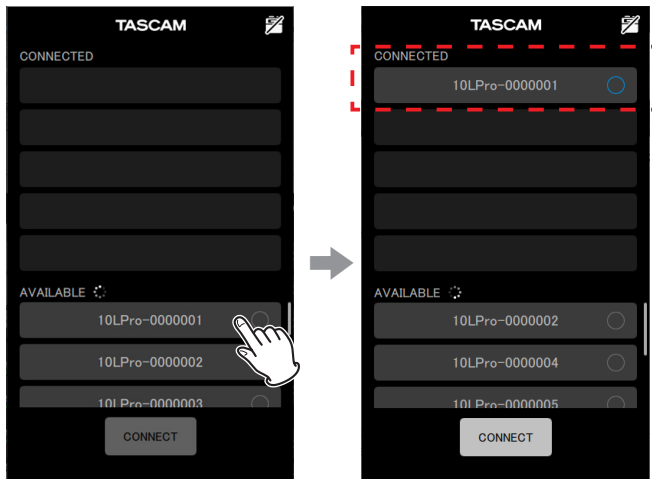 TASCAM
CONNECTED
AVAILABLE
10LPro-0000001
10LPro-0000002
10LPro-0000003
CONNECT
TASCAM
CONNECTED
10LPro-0000001
AVAILABLE
10LPro-0000002
10LPro-0000004
10LPro-0000005
CONNECT